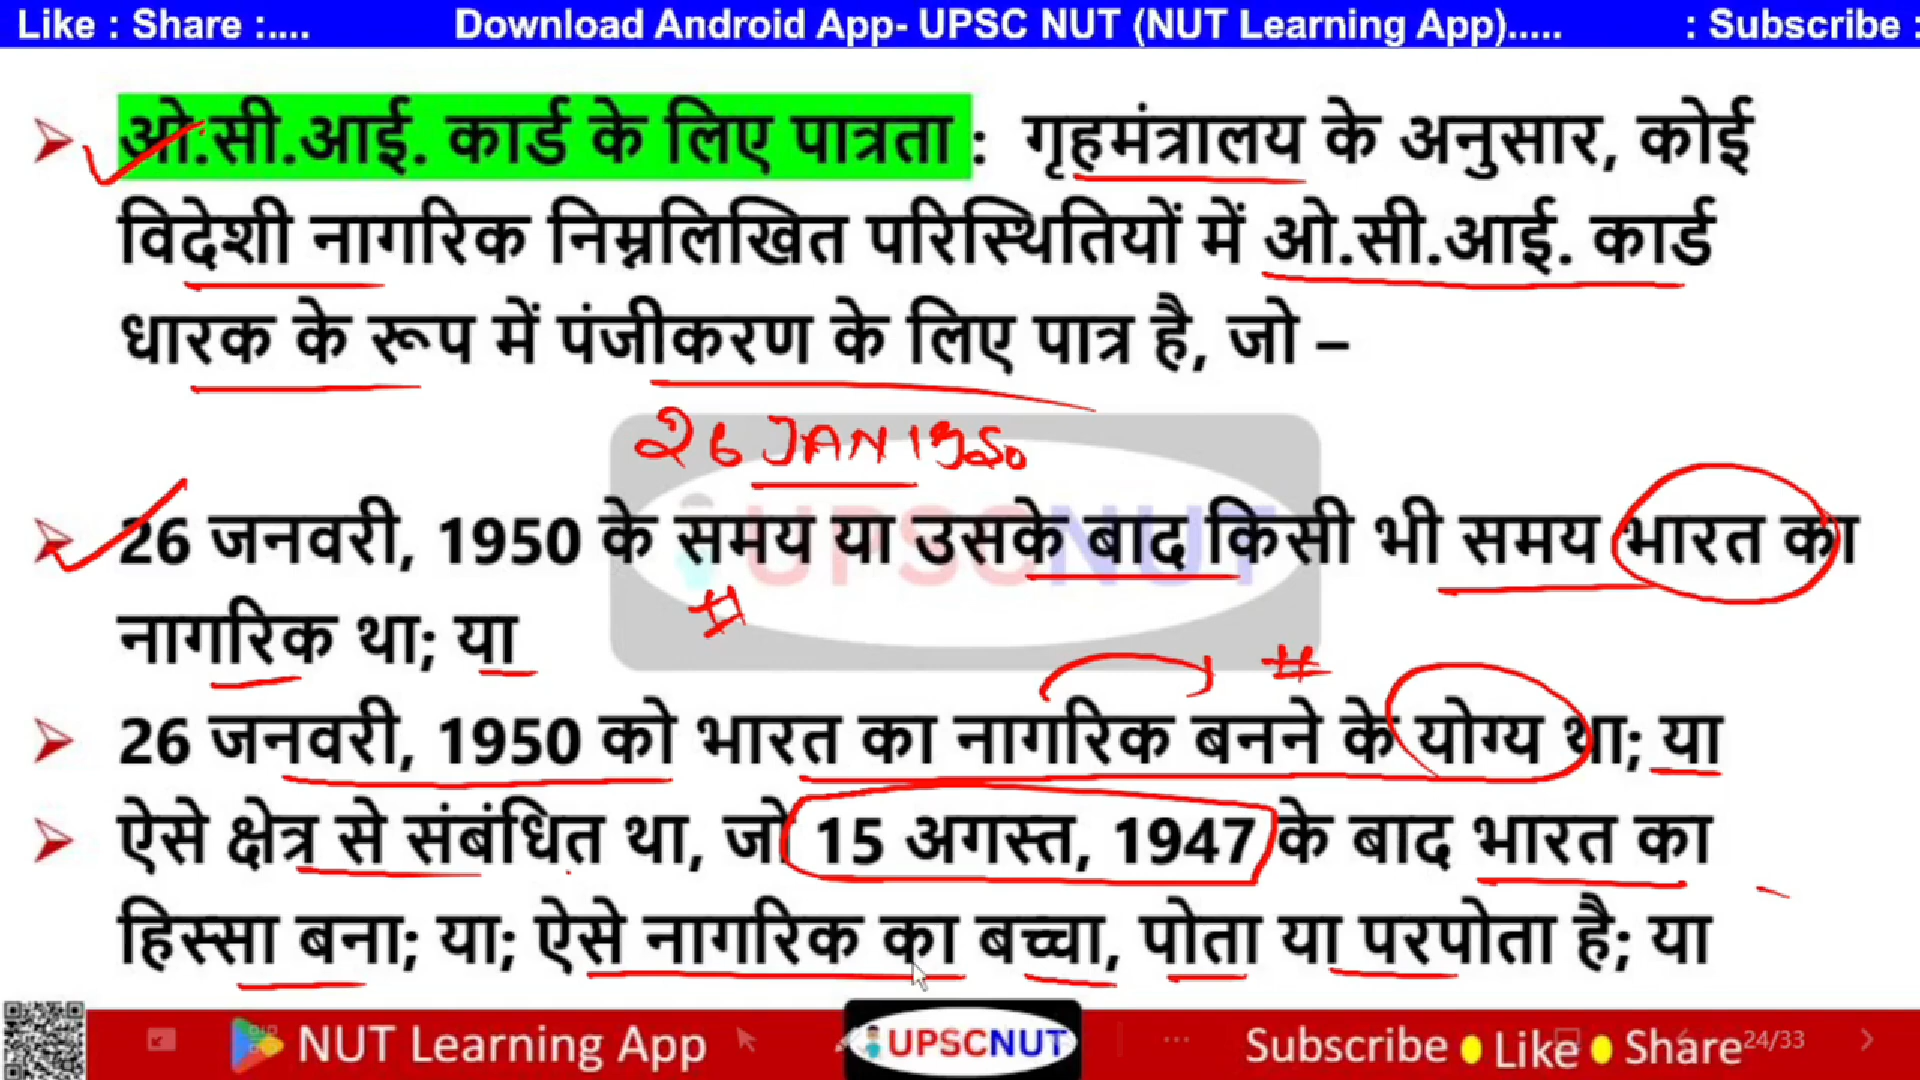 Like : Share :.... Download Android App- UPSC NUT (NUT Learning App)..... : Subscribe :
ओ.सी.आई. कार्ड के लिए पात्रता : गृहमंत्रालय के अनुसार, कोई
विदेशी नागरिक निम्नलिखित परिस्थितियों में ओ.सी.आई. कार्ड
धारक के रूप में पंजीकरण के लिए पात्र है, जो –
26 JAN 1950
26 जनवरी, 1950 के समय या उसके बाद किसी भी समय भारत का
UPSCNUT
नागरिक था; या
26 जनवरी, 1950 को भारत का नागरिक बनने के योग्य था; या
ऐसे क्षेत्र से संबंधित था, जो 15 अगस्त, 1947 के बाद भारत का
हिस्सा बना; या; ऐसे नागरिक का बच्चा, पोता या परपोता है; या
NUT Learning App UPSCNUT Subscribe Like Share 24/33